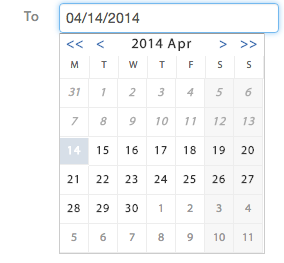 To 04/14/2014
<< < 2014 Apr > >>
M T W T F S S
31 1 2 3 4 5 6
7 8 9 10 11 12 13
14 15 16 17 18 19 20
21 22 23 24 25 26 27
28 29 30 1 2 3 4
5 6 7 8 9 10 11